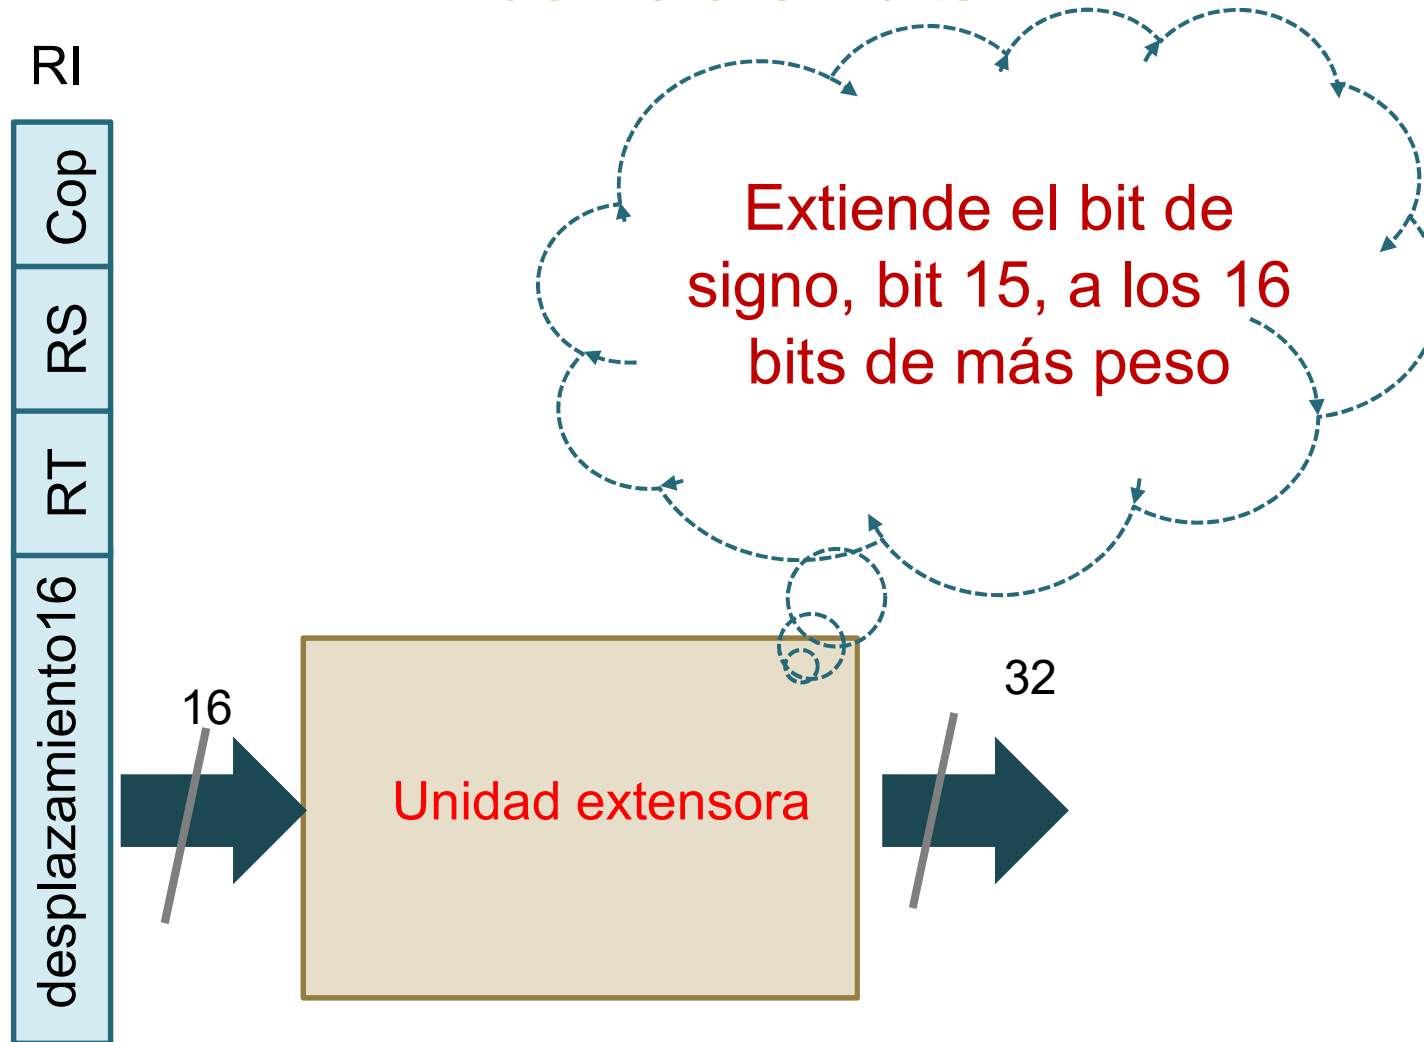 RI
Cop
RS
RT
desplazamiento16
16
Unidad extensora
32
Extiende el bit de
signo, bit 15, a los 16
bits de más peso